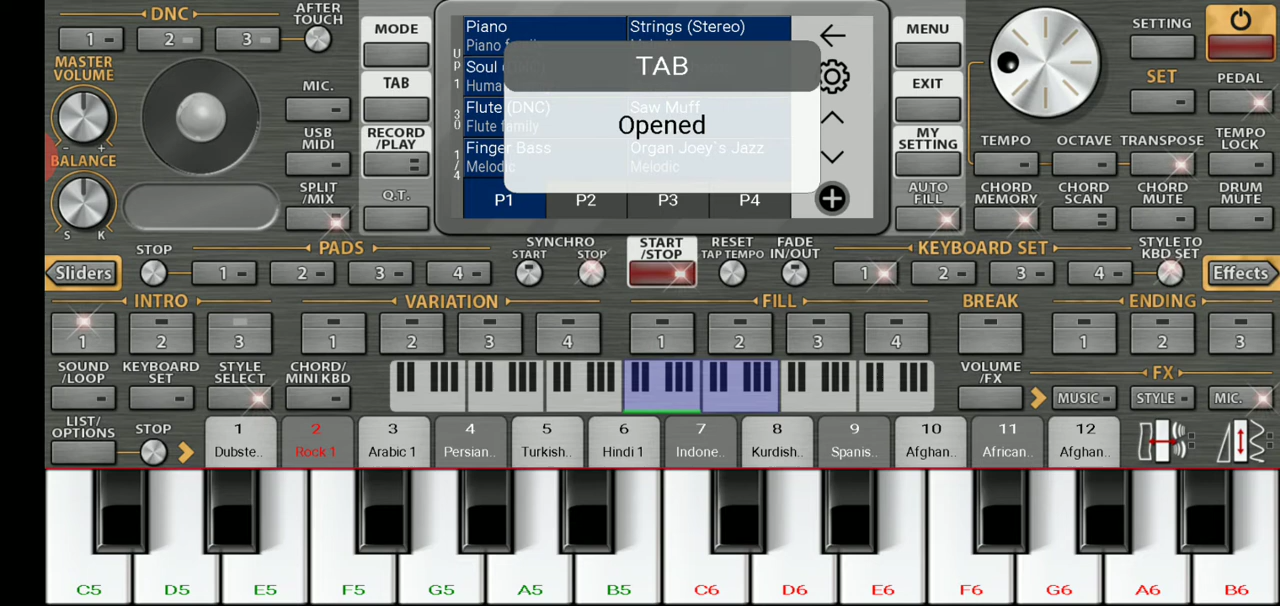 DNC
AFTER
TOUCH
1
2
3
MASTER
VOLUME
- +
BALANCE
S K
MIC.
USB
MIDI
SPLIT
/MIX
MODE
TAB
RECORD
/PLAY
Q.T.
Up 1
30
1/4
Piano
Piano
Strings (Stereo)
Soul
Huma
Flute (DNC)
Flute family
Saw Muff
Finger Bass
Melodic
Organ Joey`s Jazz
Melodic
TAB
Opened
P1 P2 P3 P4
MENU
EXIT
MY
SETTING
AUTO
FILL
SETTING
SET
PEDAL
TEMPO OCTAVE TRANSPOSE TEMPO
LOCK
CHORD
MEMORY
CHORD
SCAN
CHORD
MUTE
DRUM
MUTE
Sliders
STOP
PADS
1 2 3 4
SYNCHRO
START STOP
START
/STOP
RESET
TAP TEMPO
FADE
IN/OUT
KEYBOARD SET
1 2 3 4
STYLE TO
KBD SET
Effects
INTRO
1 2 3
VARIATION
1 2 3 4
FILL
1 2 3 4
BREAK
ENDING
1 2 3
SOUND
/LOOP
KEYBOARD
SET
STYLE
SELECT
CHORD/
MINI KBD
VOLUME
/FX
FX
MUSIC STYLE MIC.
LIST/
OPTIONS
STOP
1 2 3 4 5 6 7 8 9 10 11 12
Dubste.. Rock 1 Arabic 1 Persian.. Turkish.. Hindi 1 Indone.. Kurdish.. Spanis.. Afghan.. African.. Afghan..
C5 D5 E5 F5 G5 A5 B5 C6 D6 E6 F6 G6 A6 B6